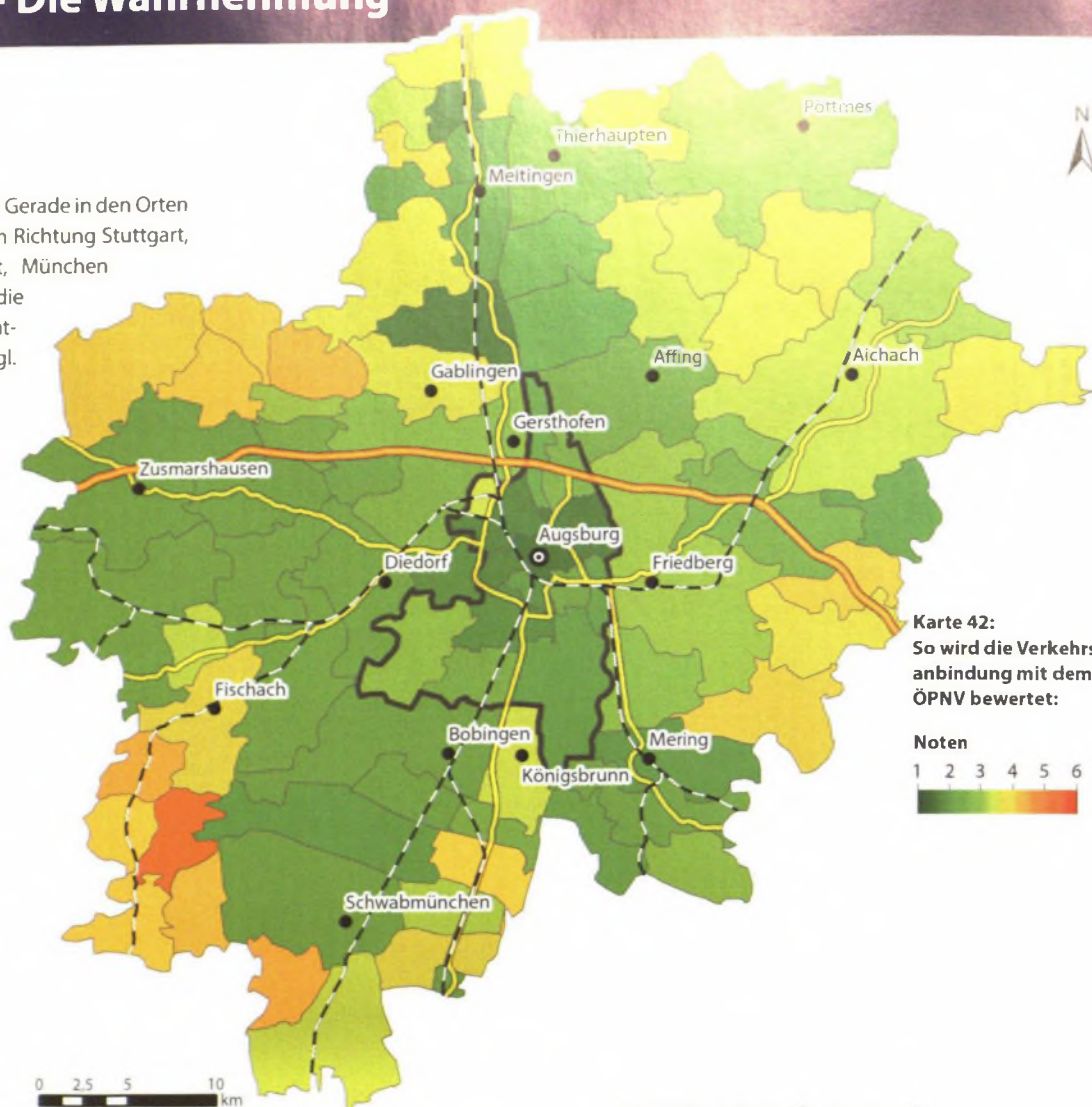 - Die Wahrnehmung
Gerade in den Orten
Richtung Stuttgart,
München
die
gl.
N
Pöttmes
Thierhaupten
Meitingen
Aichach
Affing
Gablingen
Gersthofen
Zusmarshausen
Augsburg
Diedorf
Friedberg
Fischach
Bobingen
Mering
Königsbrunn
Schwabmünchen
Karte 42:
So wird die Verkehrs
anbindung mit dem
ÖPNV bewertet:
Noten
1 2 3 4 5 6
0 2,5 5 10
km